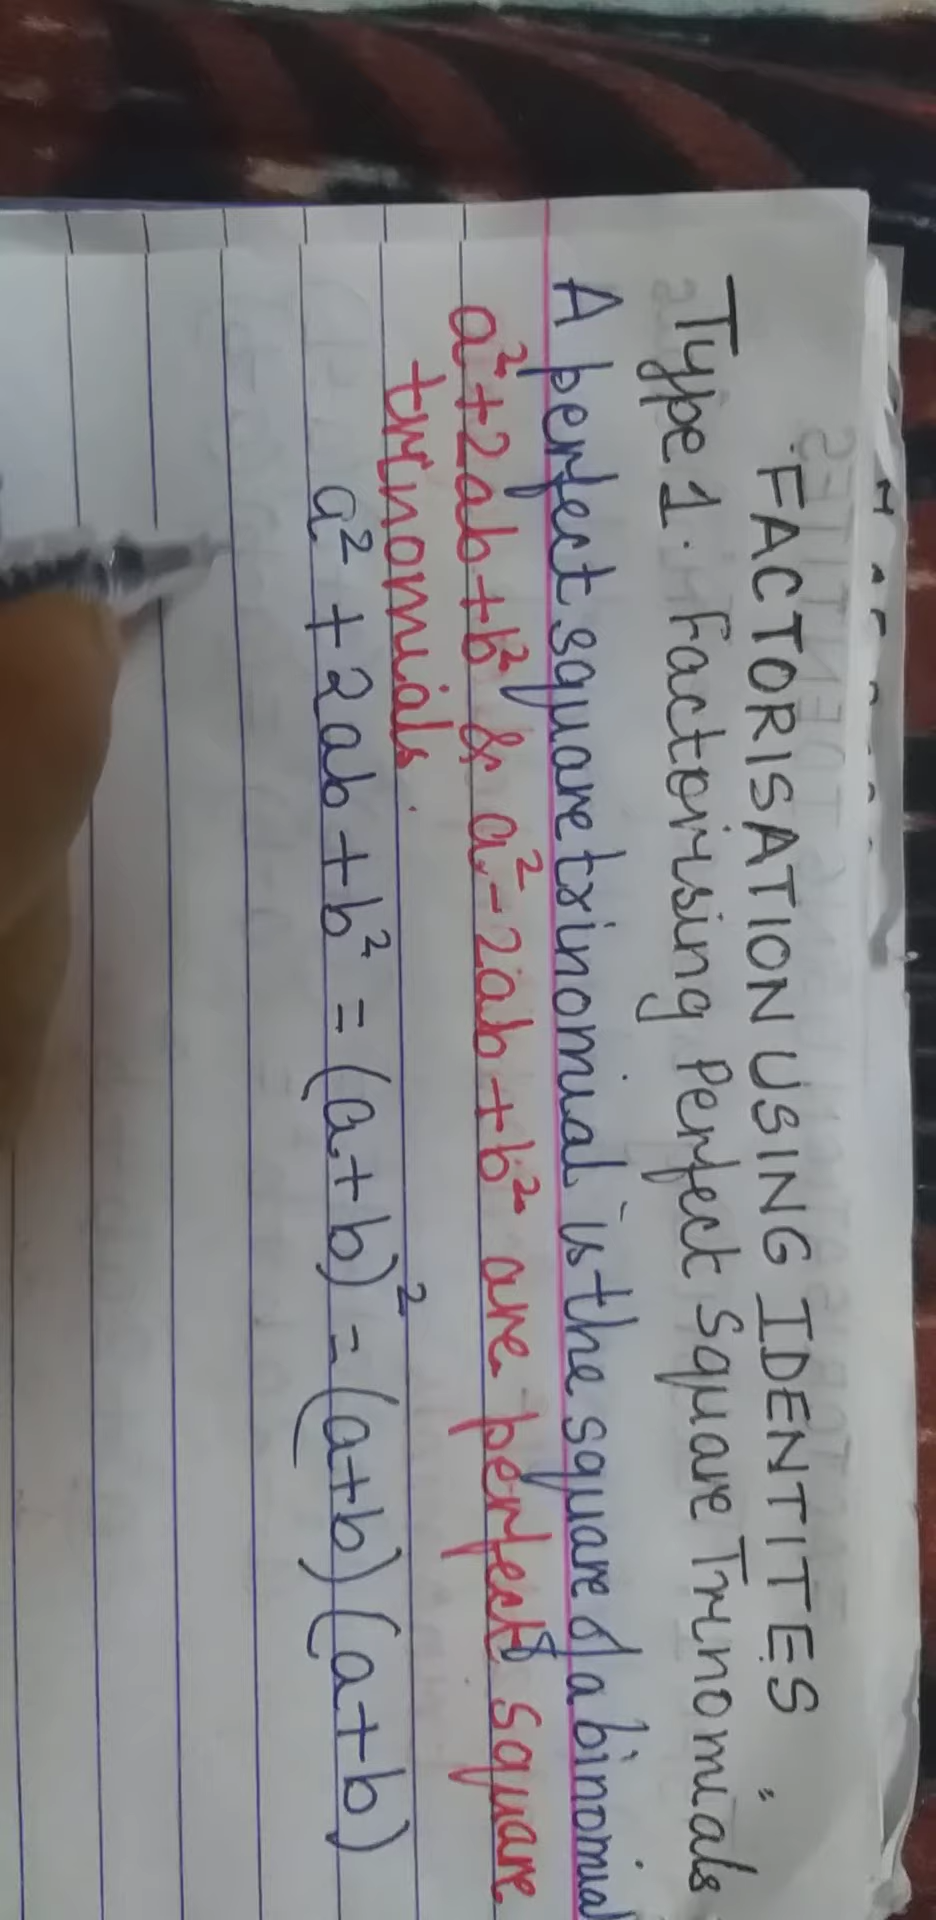 FACTORISATION USING IDENTITES
Type 1. Factorising Perfect Square Trinomials
A perfect square trinomial is the square of a binomial
a²+2ab+b² & a²-2ab+b² are perfect square
trinomials.
a² + 2ab + b² = (a+b)² = (a+b)(a+b)